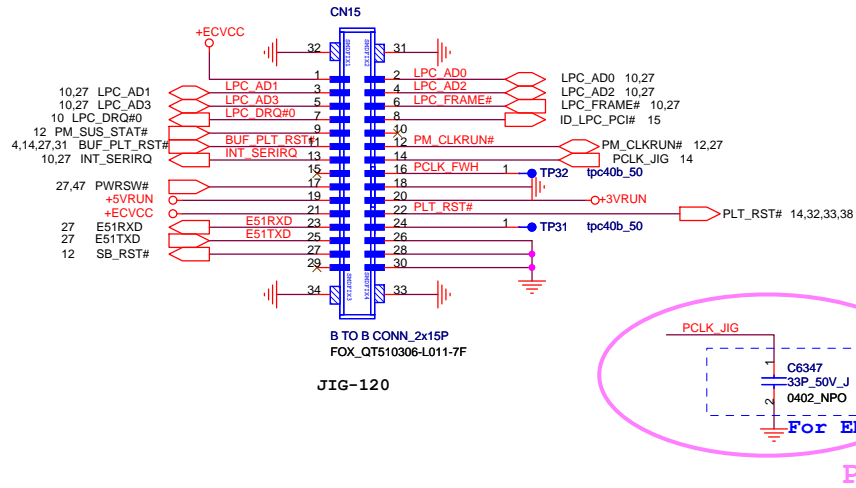 CN15
+ECVCC
32 SMDFIX1 SMDFIX2 31
1 2 LPC_AD0 LPC_AD0 10,27
10,27 LPC_AD1 LPC_AD1 3 4 LPC_AD2 LPC_AD2 10,27
10,27 LPC_AD3 LPC_AD3 5 6 LPC_FRAME# LPC_FRAME# 10,27
10 LPC_DRQ#0 LPC_DRQ#0 7 8 ID_LPC_PCI# 15
12 PM_SUS_STAT# 9 10
4,14,27,31 BUF_PLT_RST# BUF_PLT_RST# 11 12 PM_CLKRUN# PM_CLKRUN# 12,27
10,27 INT_SERIRQ INT_SERIRQ 13 14 PCLK_JIG 14
15 16 PCLK_FWH 1 TP32 tpc40b_50
27,47 PWRSW# 17 18
+5VRUN 19 20 +3VRUN
+ECVCC 21 22 PLT_RST# PLT_RST# 14,32,33,38
27 E51RXD E51RXD 23 24 1 TP31 tpc40b_50
27 E51TXD E51TXD 25 26
12 SB_RST# 27 28
29 30
34 SMDFIX3 SMDFIX4 33
B TO B CONN_2x15P
FOX_QT510306-L011-7F
JIG-120
PCLK_JIG
1
C6347
33P_50V_J
0402_NPO
2
For E
P